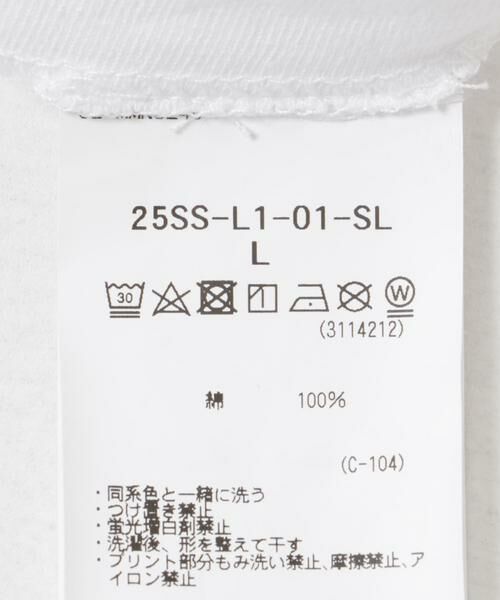 25SS-L1-01-SL
L
30
W
(3114212)
綿 100%
(C-104)
・同系色と一緒に洗う
・つけ置き禁止
・蛍光増白剤禁止
・洗濯後、形を整えて干す
・プリント部分もみ洗い禁止、摩擦禁止、ア
イロン禁止